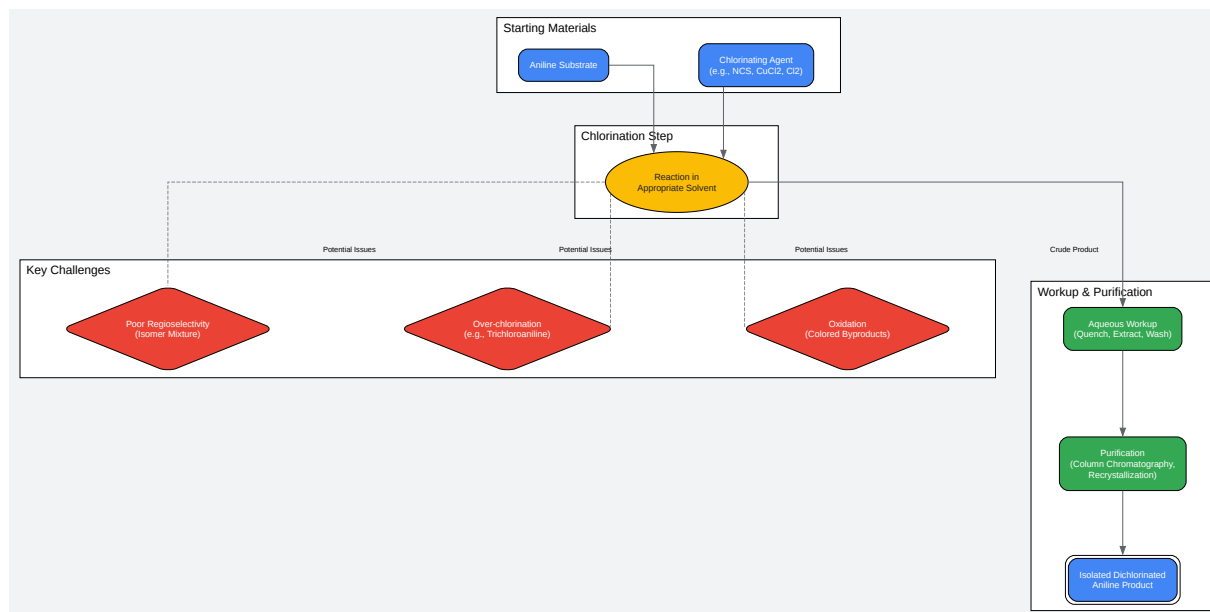 Starting Materials
Aniline Substrate
Chlorinating Agent
(e.g., NCS, CuCl2, Cl2)
Chlorination Step
Reaction in
Appropriate Solvent
Potential Issues
Potential Issues
Potential Issues
Crude Product
Key Challenges
Poor Regioselectivity
(Isomer Mixture)
Over-chlorination
(e.g., Trichloroaniline)
Oxidation
(Colored Byproducts)
Workup & Purification
Aqueous Workup
(Quench, Extract, Wash)
Purification
(Column Chromatography,
Recrystallization)
Isolated Dichlorinated
Aniline Product